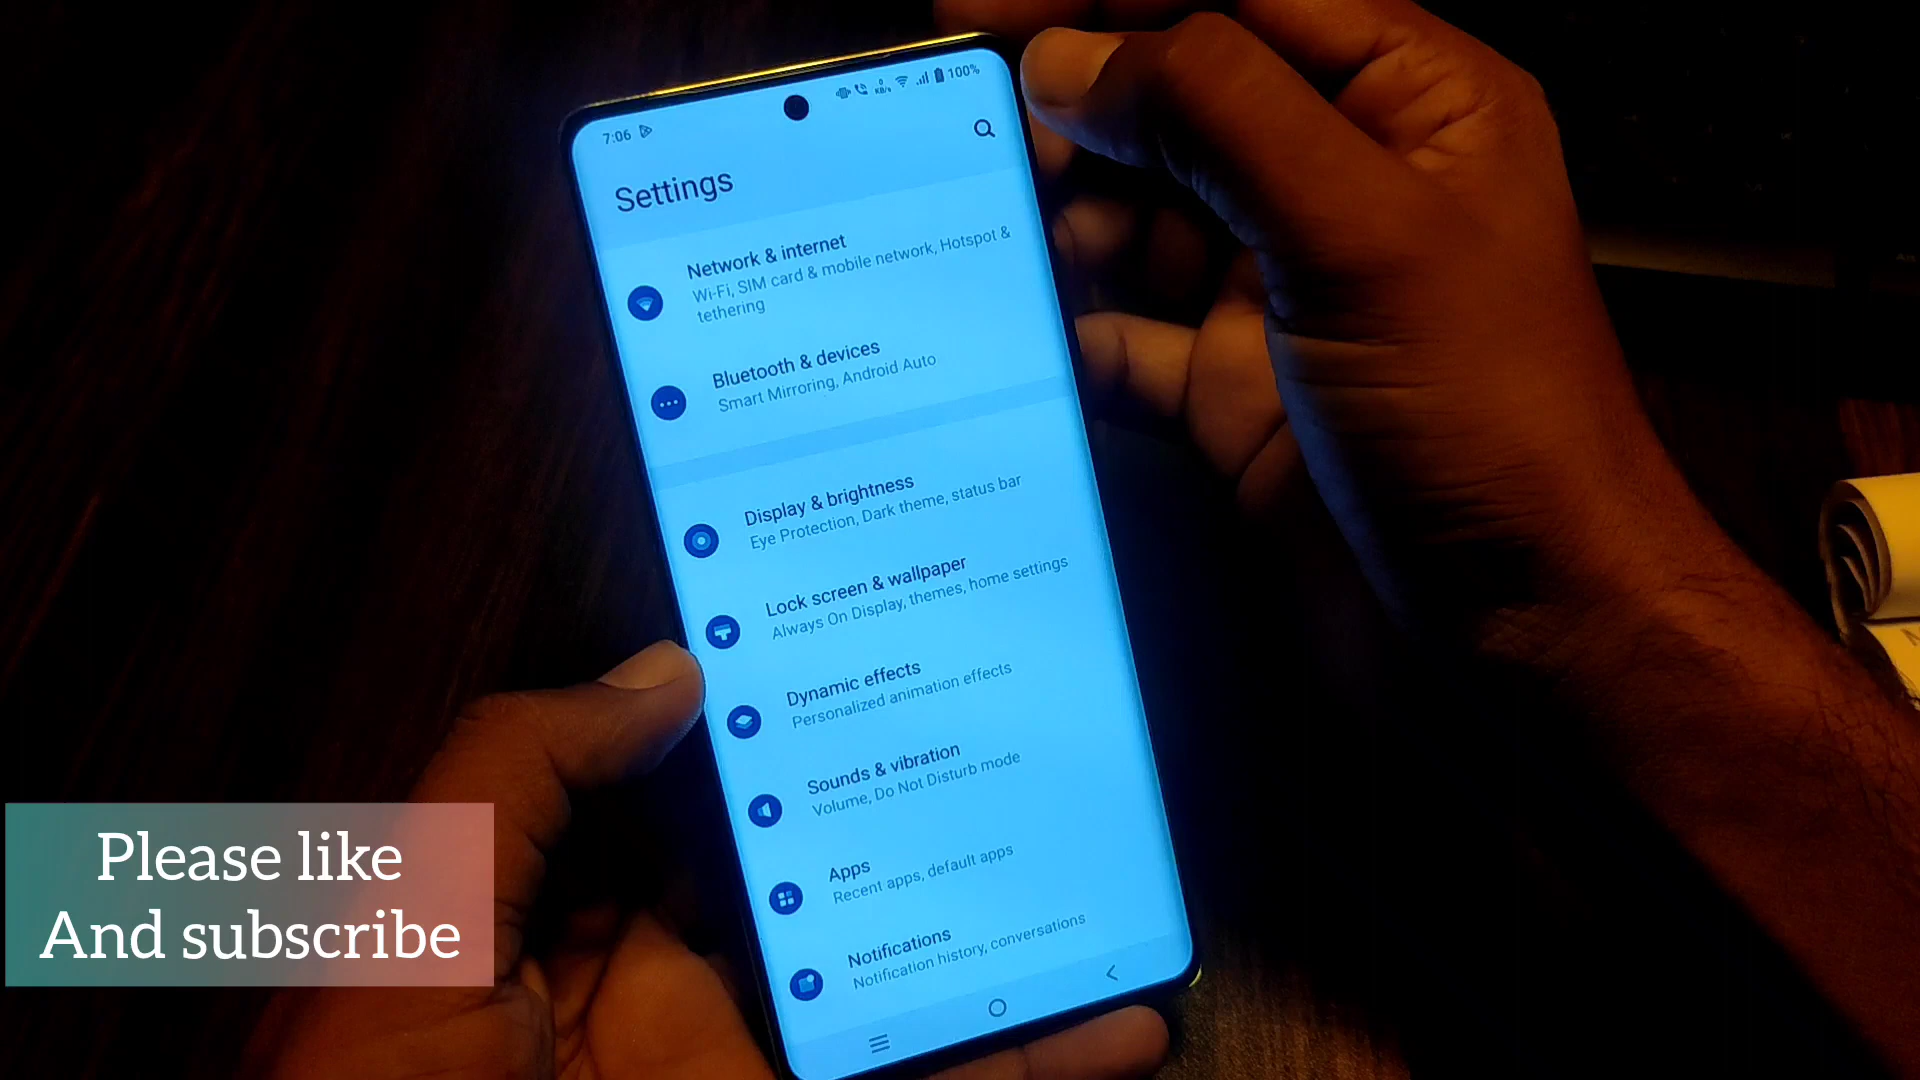 7:06
0
KB/s
100%
Settings
Network & internet
Wi-Fi, SIM card & mobile network, Hotspot &
tethering
Bluetooth & devices
Smart Mirroring, Android Auto
Display & brightness
Eye Protection, Dark theme, status bar
Lock screen & wallpaper
Always On Display, themes, home settings
Dynamic effects
Personalized animation effects
Sounds & vibration
Volume, Do Not Disturb mode
Apps
Recent apps, default apps
Notifications
Notification history, conversations
Please like
And subscribe